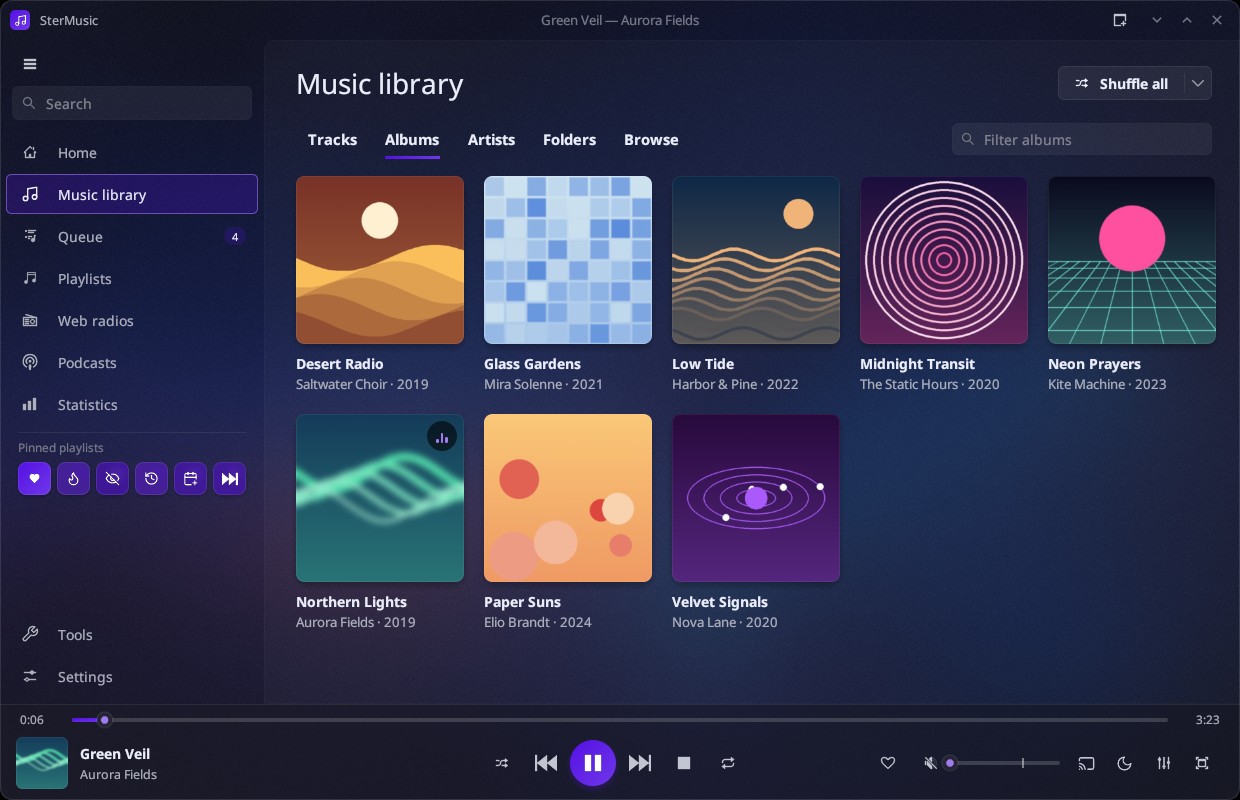 SterMusic
Green Veil — Aurora Fields
Search
Home
Music library
Queue
4
Playlists
Web radios
Podcasts
Statistics
Pinned playlists
Tools
Settings
Music library
Shuffle all
Tracks
Albums
Artists
Folders
Browse
Filter albums
Desert Radio
Saltwater Choir · 2019
Glass Gardens
Mira Solenne · 2021
Low Tide
Harbor & Pine · 2022
Midnight Transit
The Static Hours · 2020
Neon Prayers
Kite Machine · 2023
Northern Lights
Aurora Fields · 2019
Paper Suns
Elio Brandt · 2024
Velvet Signals
Nova Lane · 2020
0:06
3:23
Green Veil
Aurora Fields